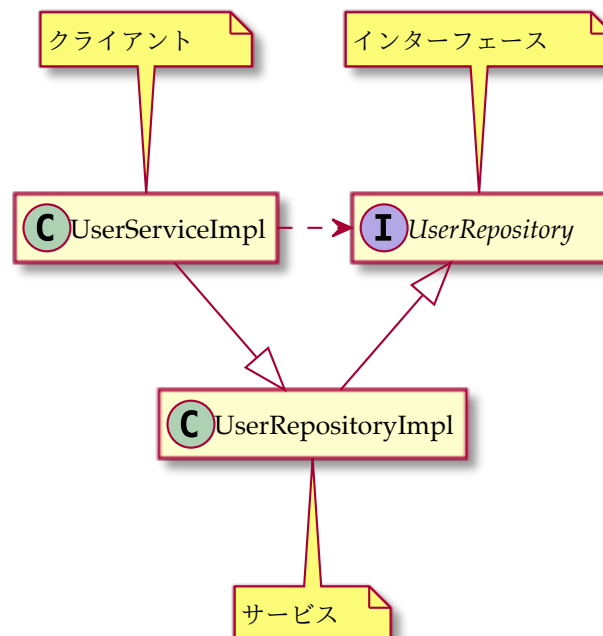 クライアント
インターフェース
C UserServiceImpl
I UserRepository
C UserRepositoryImpl
サービス